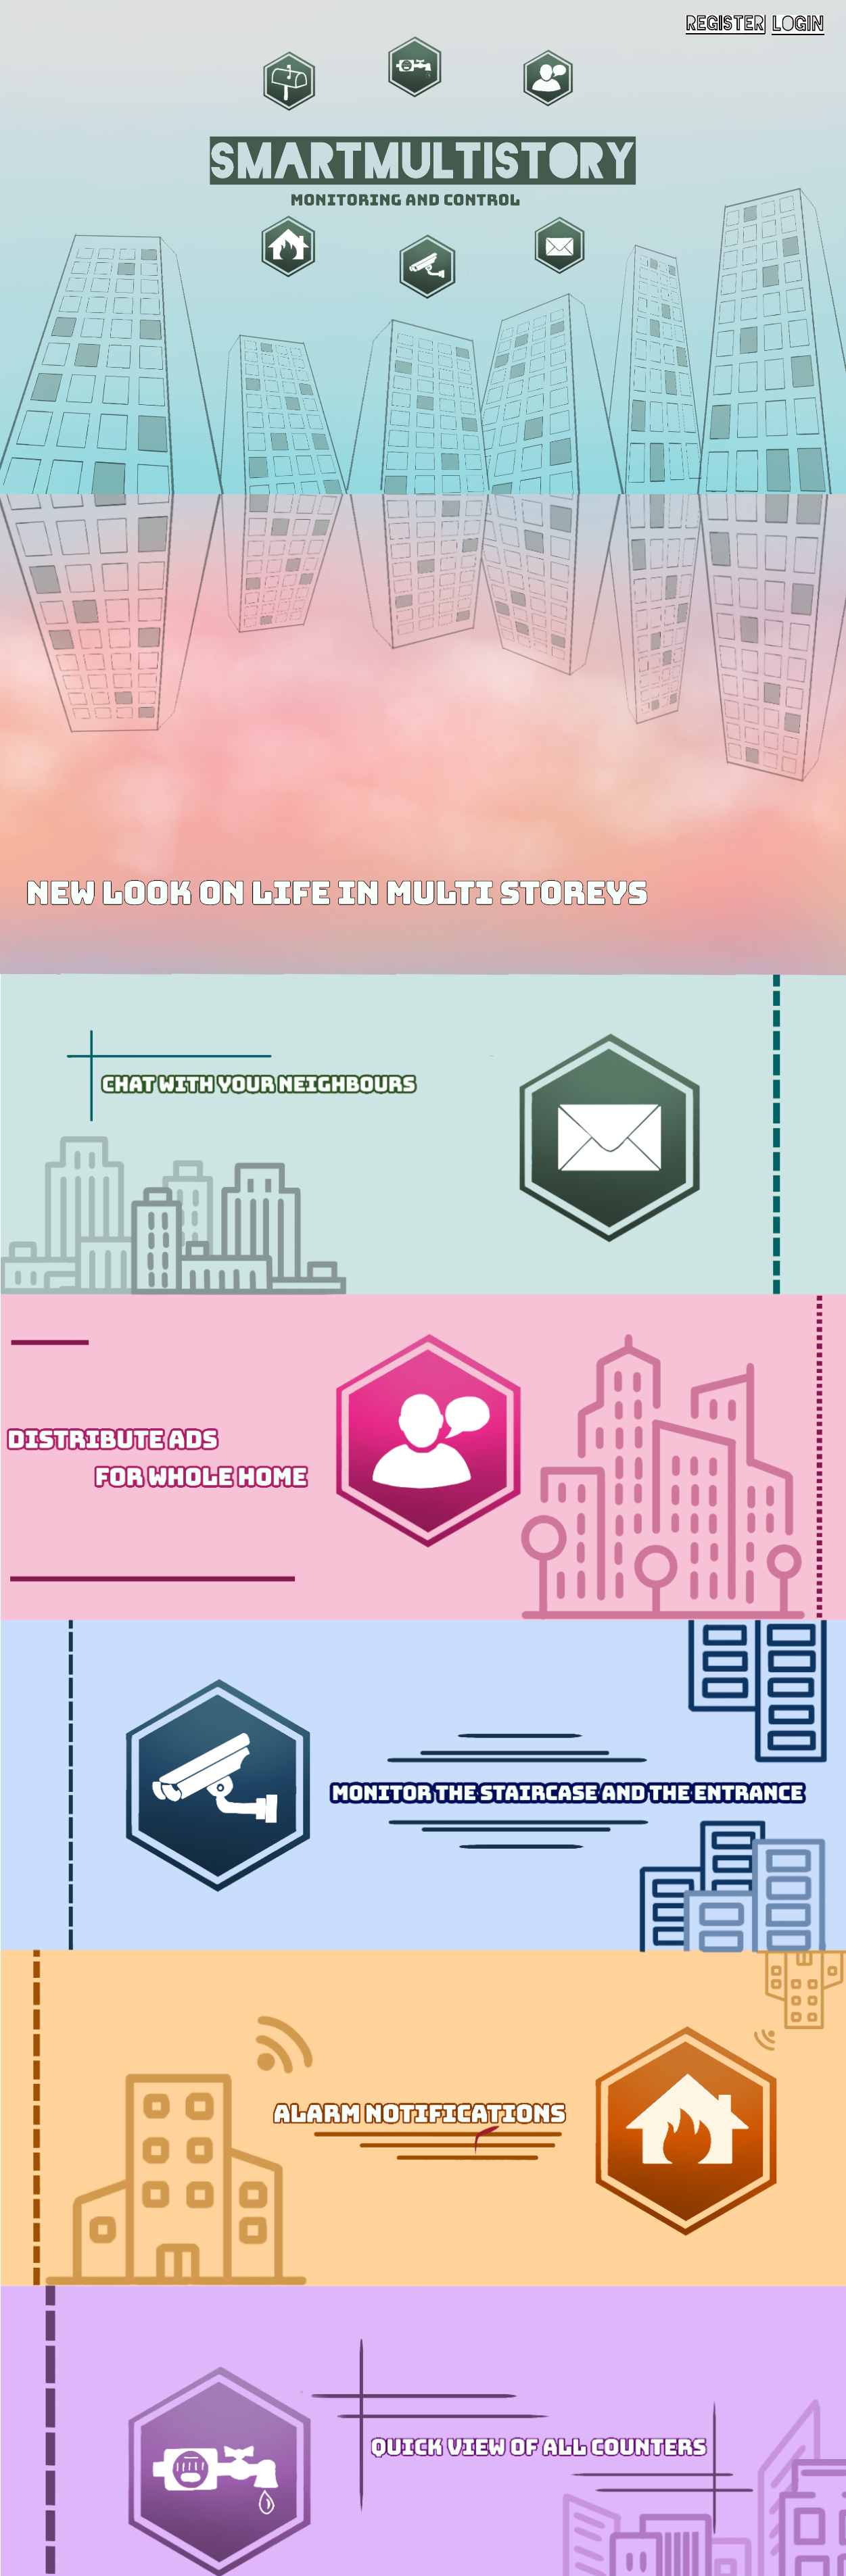 REGISTER LOGIN
SMARTMULTISTORY
MONITORING AND CONTROL
NEW LOOK ON LIFE IN MULTI STOREYS
CHAT WITH YOUR NEIGHBOURS
DISTRIBUTE ADS
FOR WHOLE HOME
MONITOR THE STAIRCASE AND THE ENTRANCE
ALARM NOTIFICATIONS
QUICK VIEW OF ALL COUNTERS